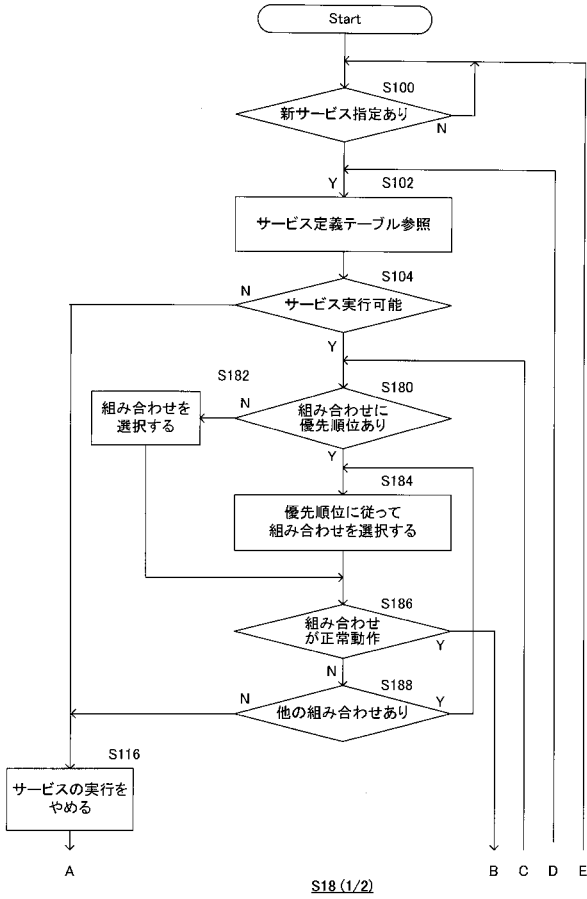 Start
S100
新サービス指定あり
N
Y
S102
サービス定義テーブル参照
S104
N
サービス実行可能
Y
S182
S180
組み合わせを
選択する
N
組み合わせに
優先順位あり
Y
S184
優先順位に従って
組み合わせを選択する
S186
組み合わせ
が正常動作
Y
N
S188
N
Y
他の組み合わせあり
S116
サービスの実行を
やめる
A
B
C
D
E
S18 (1/2)